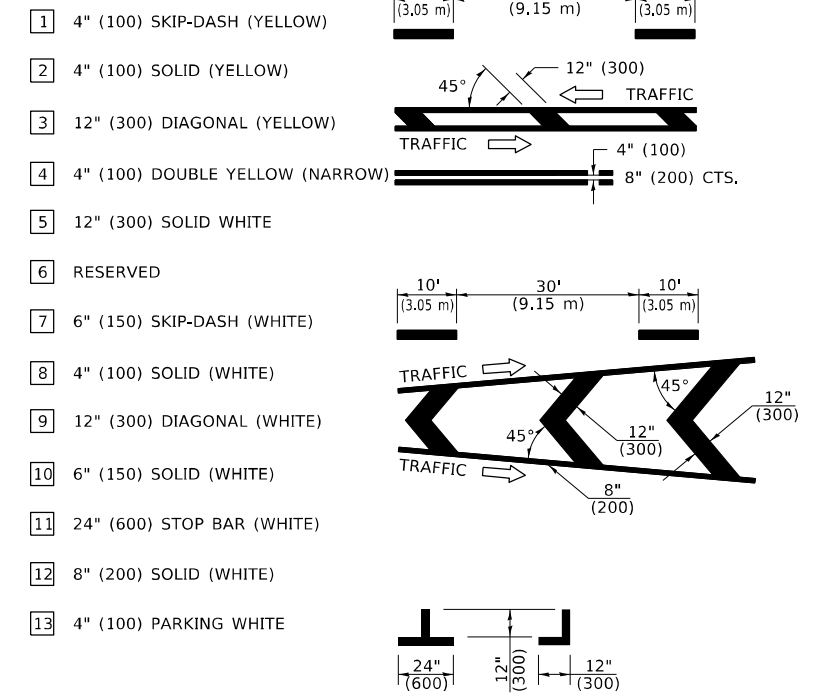 (3.05 m) (9.15 m) (3.05 m)
1 4" (100) SKIP-DASH (YELLOW)
2 4" (100) SOLID (YELLOW)
45° 12" (300)
TRAFFIC
3 12" (300) DIAGONAL (YELLOW)
TRAFFIC
4 4" (100) DOUBLE YELLOW (NARROW)
4" (100)
8" (200) CTS.
5 12" (300) SOLID WHITE
6 RESERVED
10' 30' 10'
(3.05 m) (9.15 m) (3.05 m)
7 6" (150) SKIP-DASH (WHITE)
8 4" (100) SOLID (WHITE)
TRAFFIC
45°
12"
(300)
9 12" (300) DIAGONAL (WHITE)
45°
12"
(300)
10 6" (150) SOLID (WHITE)
TRAFFIC
8"
(200)
11 24" (600) STOP BAR (WHITE)
12 8" (200) SOLID (WHITE)
13 4" (100) PARKING WHITE
24"
(600)
12"
(300)
12"
(300)